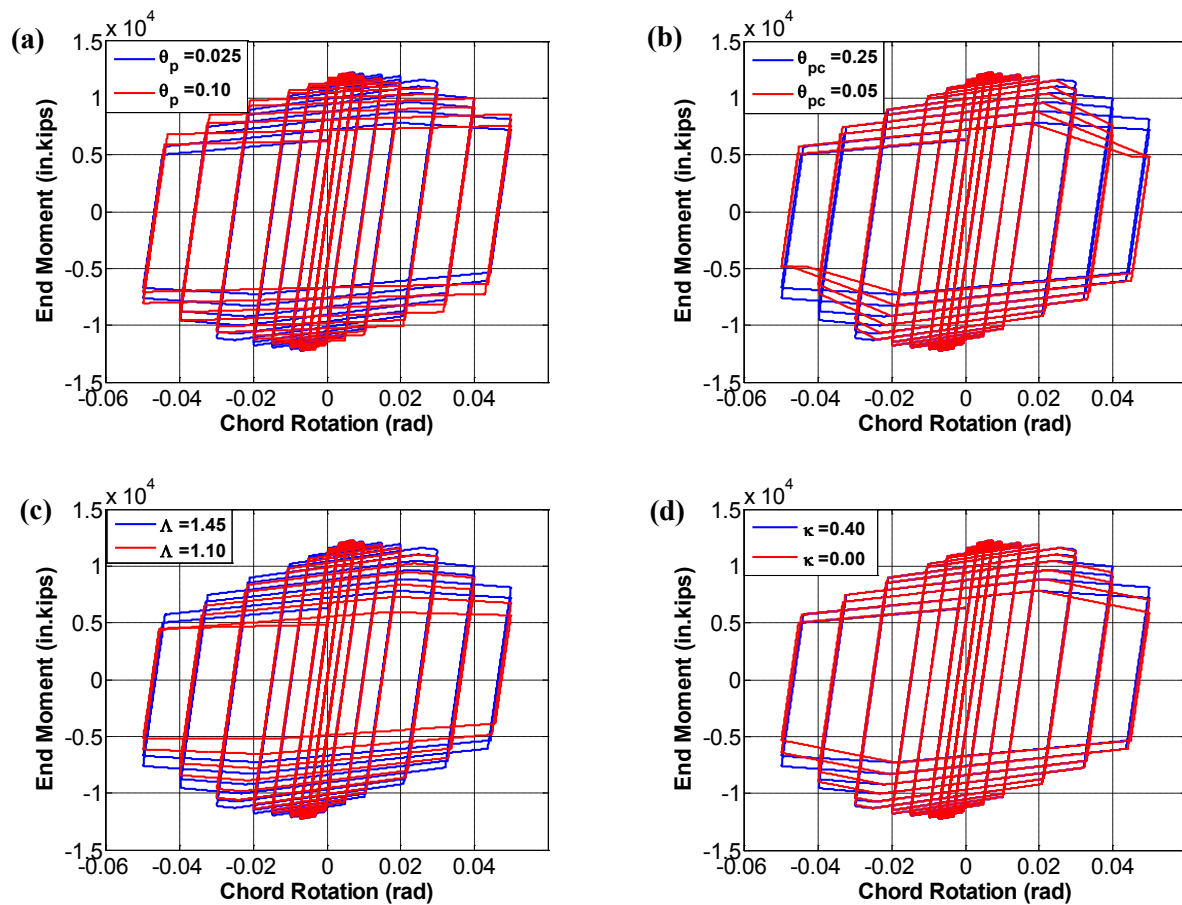 (a)
x 10^4
θp =0.025
θp =0.10
1.5
1
0.5
0
-0.5
-1
-1.5
-0.06 -0.04 -0.02 0 0.02 0.04
End Moment (in.kips)
Chord Rotation (rad)
(b)
x 10^4
θpc =0.25
θpc =0.05
1.5
1
0.5
0
-0.5
-1
-1.5
-0.06 -0.04 -0.02 0 0.02 0.04
End Moment (in.kips)
Chord Rotation (rad)
(c)
x 10^4
Λ =1.45
Λ =1.10
1.5
1
0.5
0
-0.5
-1
-1.5
-0.06 -0.04 -0.02 0 0.02 0.04
End Moment (in.kips)
Chord Rotation (rad)
(d)
x 10^4
κ =0.40
κ =0.00
1.5
1
0.5
0
-0.5
-1
-1.5
-0.06 -0.04 -0.02 0 0.02 0.04
End Moment (in.kips)
Chord Rotation (rad)